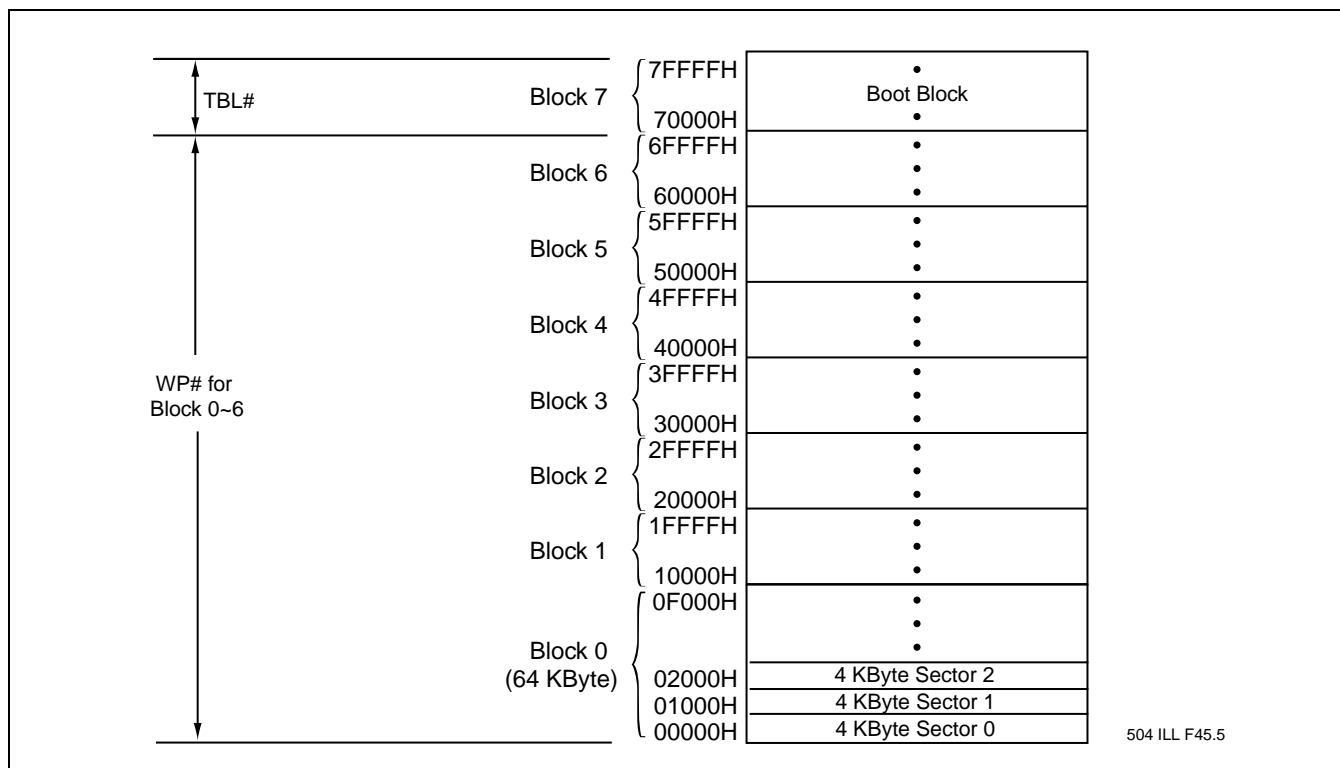 TBL#
Block 7
7FFFFH
Boot Block
70000H
6FFFFH
Block 6
60000H
5FFFFH
Block 5
50000H
4FFFFH
Block 4
40000H
3FFFFH
WP# for
Block 0~6
Block 3
30000H
2FFFFH
Block 2
20000H
1FFFFH
Block 1
10000H
0F000H
Block 0
(64 KByte)
02000H
4 KByte Sector 2
01000H
4 KByte Sector 1
00000H
4 KByte Sector 0
504 ILL F45.5